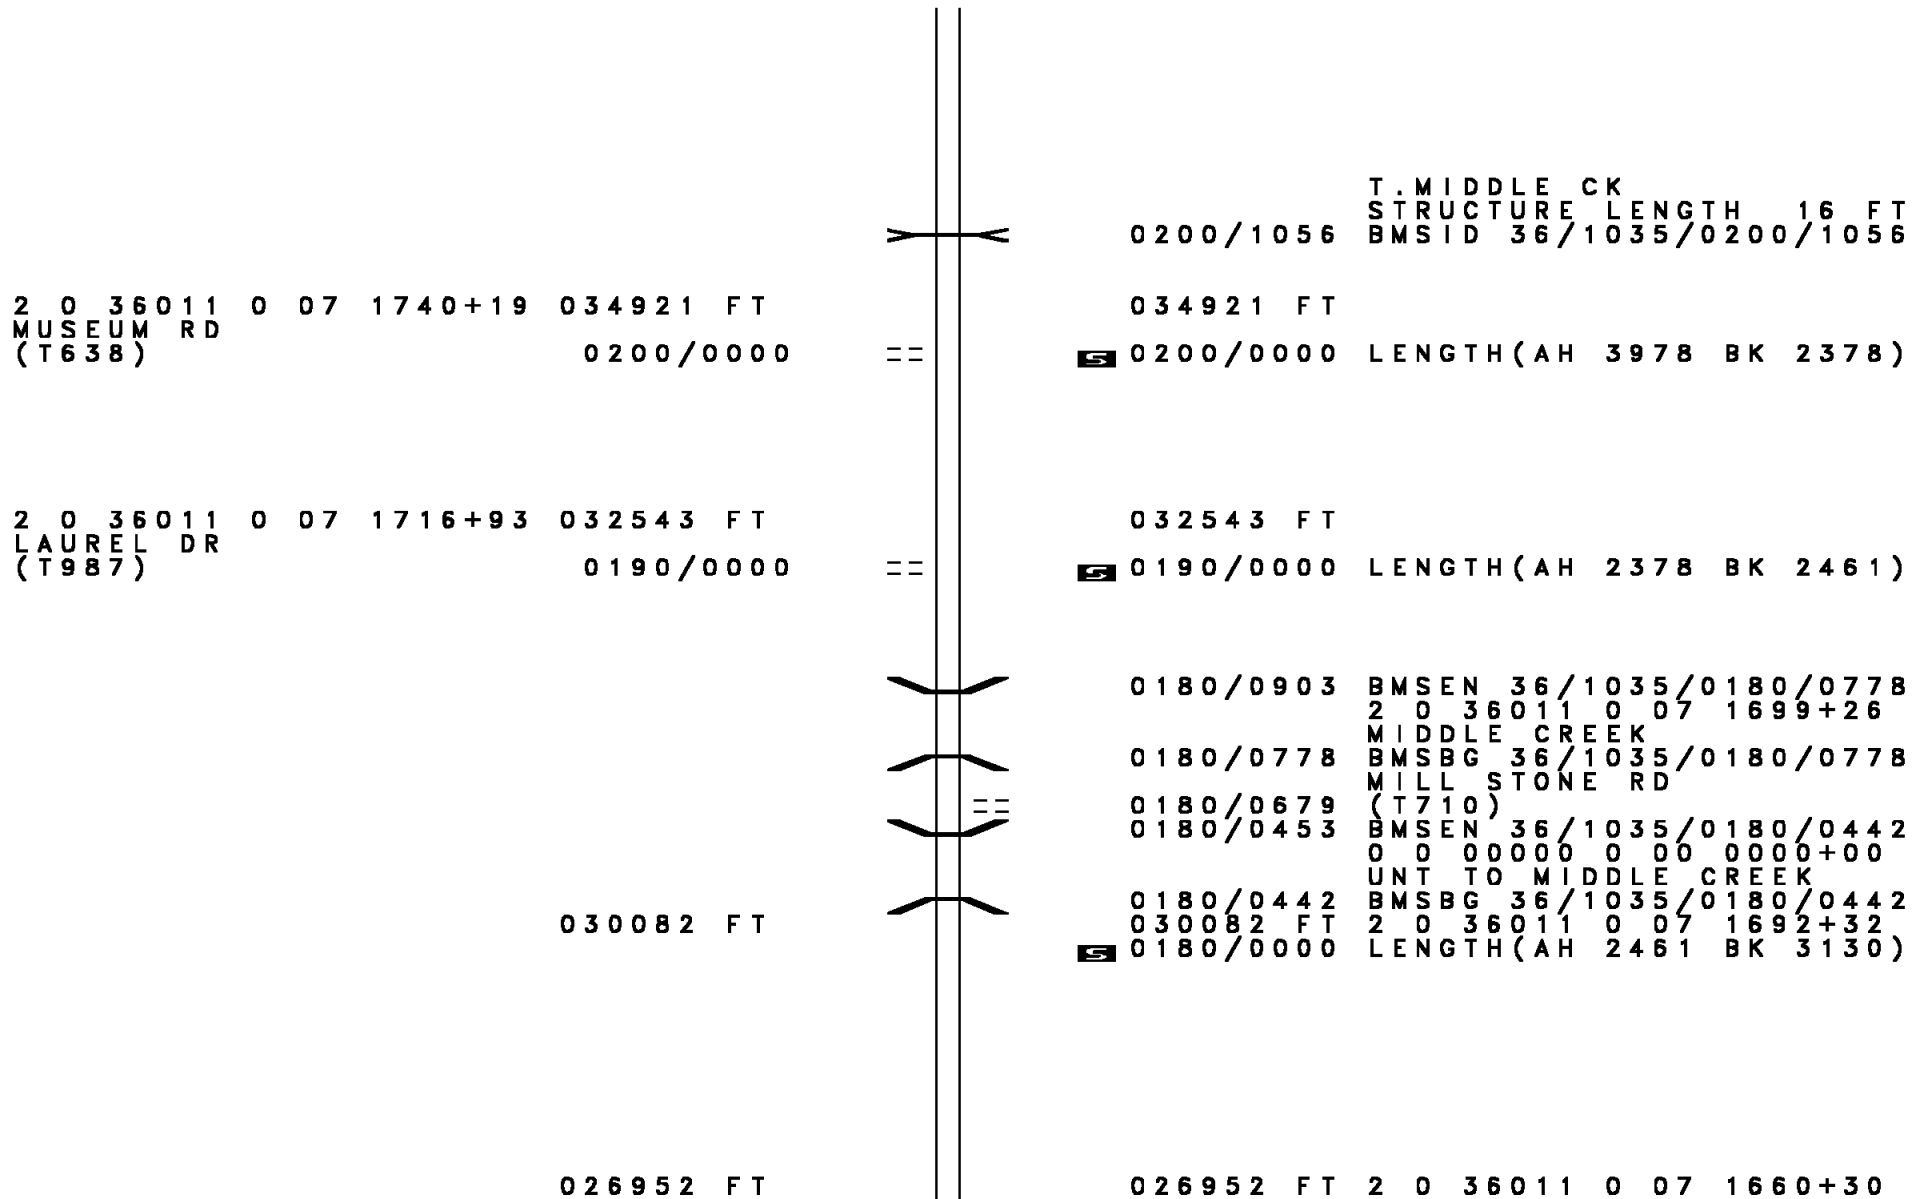 T.MIDDLE CK
STRUCTURE LENGTH 16 FT
0200/1056 BMSID 36/1035/0200/1056
2 0 36011 0 07 1740+19 034921 FT 034921 FT
MUSEUM RD
(T638) 0200/0000 == S 0200/0000 LENGTH(AH 3978 BK 2378)
2 0 36011 0 07 1716+93 032543 FT 032543 FT
LAUREL DR
(T987) 0190/0000 == S 0190/0000 LENGTH(AH 2378 BK 2461)
0180/0903 BMSEN 36/1035/0180/0778
2 0 36011 0 07 1699+26
MIDDLE CREEK
0180/0778 BMSBG 36/1035/0180/0778
MILL STONE RD
== 0180/0679 (T710)
0180/0453 BMSEN 36/1035/0180/0442
0 0 00000 0 00 0000+00
UNT TO MIDDLE CREEK
0180/0442 BMSBG 36/1035/0180/0442
030082 FT 030082 FT 2 0 36011 0 07 1692+32
S 0180/0000 LENGTH(AH 2461 BK 3130)
026952 FT 026952 FT 2 0 36011 0 07 1660+30